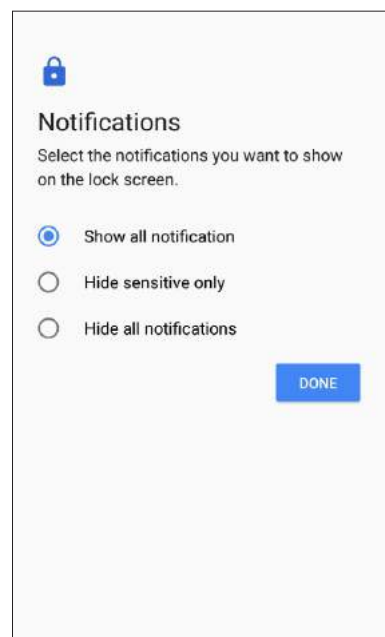 Notifications
Select the notifications you want to show
on the lock screen.
Show all notification
Hide sensitive only
Hide all notifications
DONE